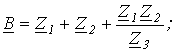 B = Z₁ + Z₂ + Z₁Z₂/Z₃;